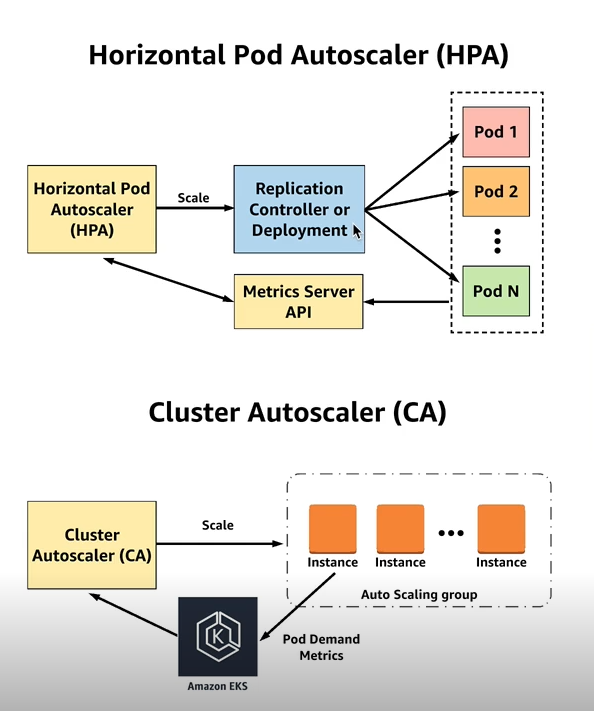 Horizontal Pod Autoscaler (HPA)
Horizontal Pod
Autoscaler
(HPA)
Scale
Replication
Controller or
Deployment
Pod 1
Pod 2
Pod N
Metrics Server
API
Cluster Autoscaler (CA)
Cluster
Autoscaler (CA)
Scale
Instance
Instance
Instance
Auto Scaling group
Pod Demand
Metrics
K
Amazon EKS